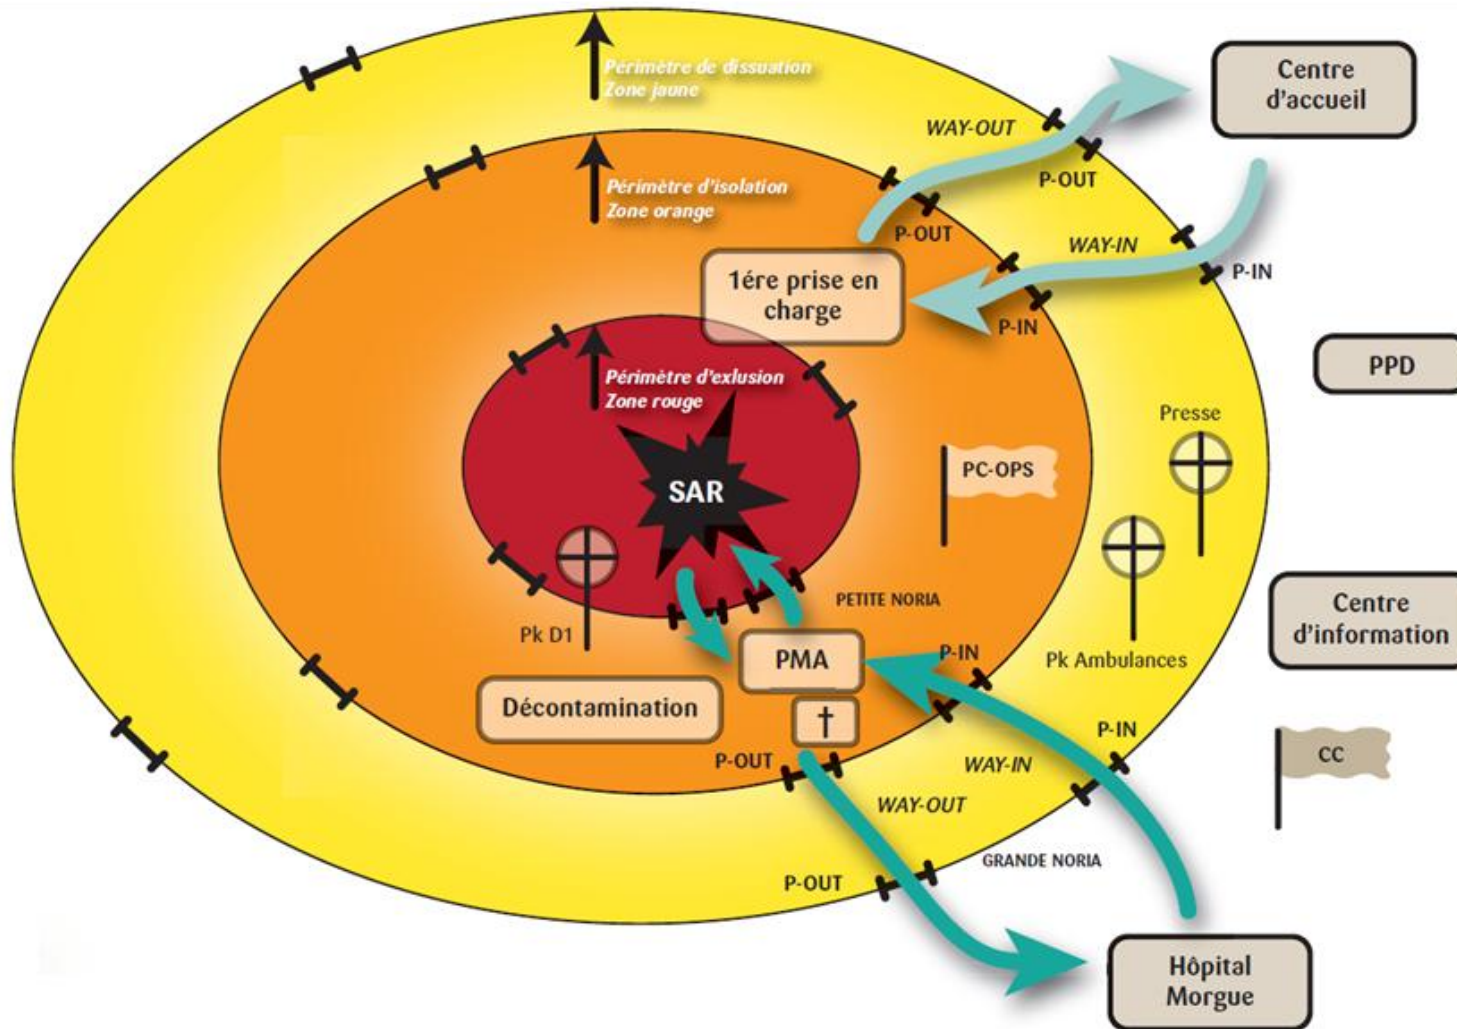 Périmètre de dissuation
Zone jaune
Centre
d'accueil
WAY-OUT
P-OUT
Périmètre d'isolation
Zone orange
P-OUT
WAY-IN
P-IN
1ére prise en
charge
P-IN
PPD
Périmètre d'exlusion
Zone rouge
Presse
PC-OPS
SAR
PETITE NORIA
Centre
d'information
Pk D1
PMA
P-IN
Pk Ambulances
Décontamination
†
P-IN
CC
P-OUT
WAY-IN
WAY-OUT
GRANDE NORIA
P-OUT
Hôpital
Morgue